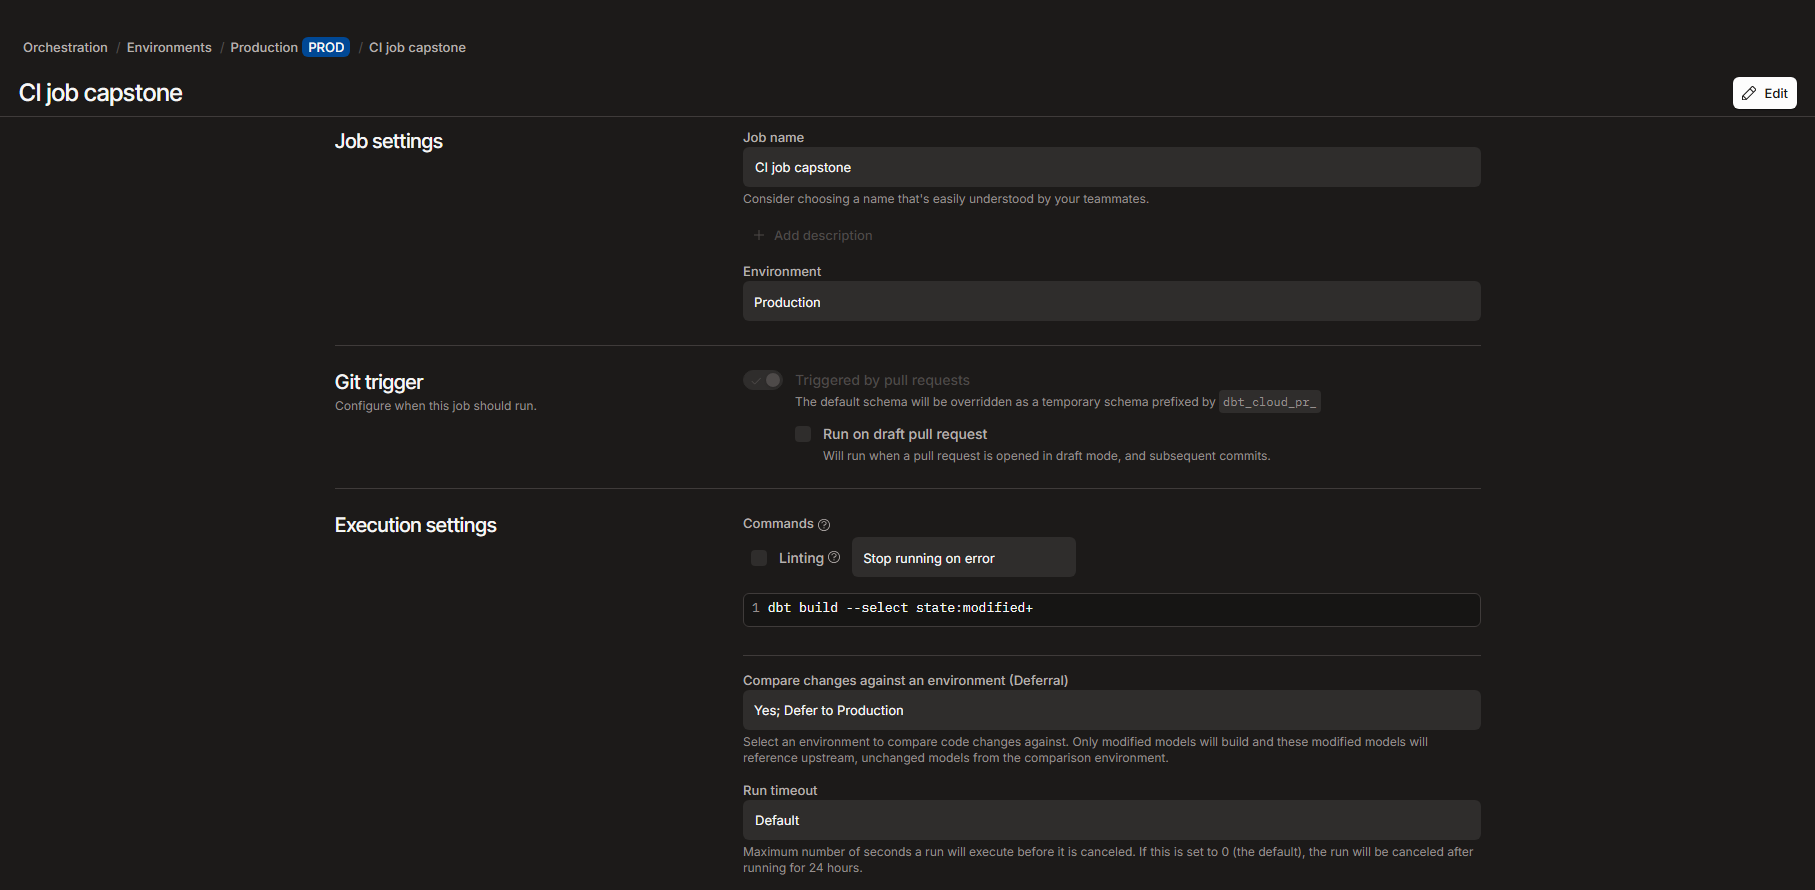 Orchestration / Environments / Production PROD / CI job capstone
CI job capstone
Edit
Job settings
Job name
CI job capstone
Consider choosing a name that's easily understood by your teammates.
+ Add description
Environment
Production
Git trigger
Configure when this job should run.
Triggered by pull requests
The default schema will be overridden as a temporary schema prefixed by dbt_cloud_pr_
Run on draft pull request
Will run when a pull request is opened in draft mode, and subsequent commits.
Execution settings
Commands ?
Linting ? Stop running on error
1 dbt build --select state:modified+
Compare changes against an environment (Deferral)
Yes; Defer to Production
Select an environment to compare code changes against. Only modified models will build and these modified models will
reference upstream, unchanged models from the comparison environment.
Run timeout
Default
Maximum number of seconds a run will execute before it is canceled. If this is set to 0 (the default), the run will be canceled after
running for 24 hours.